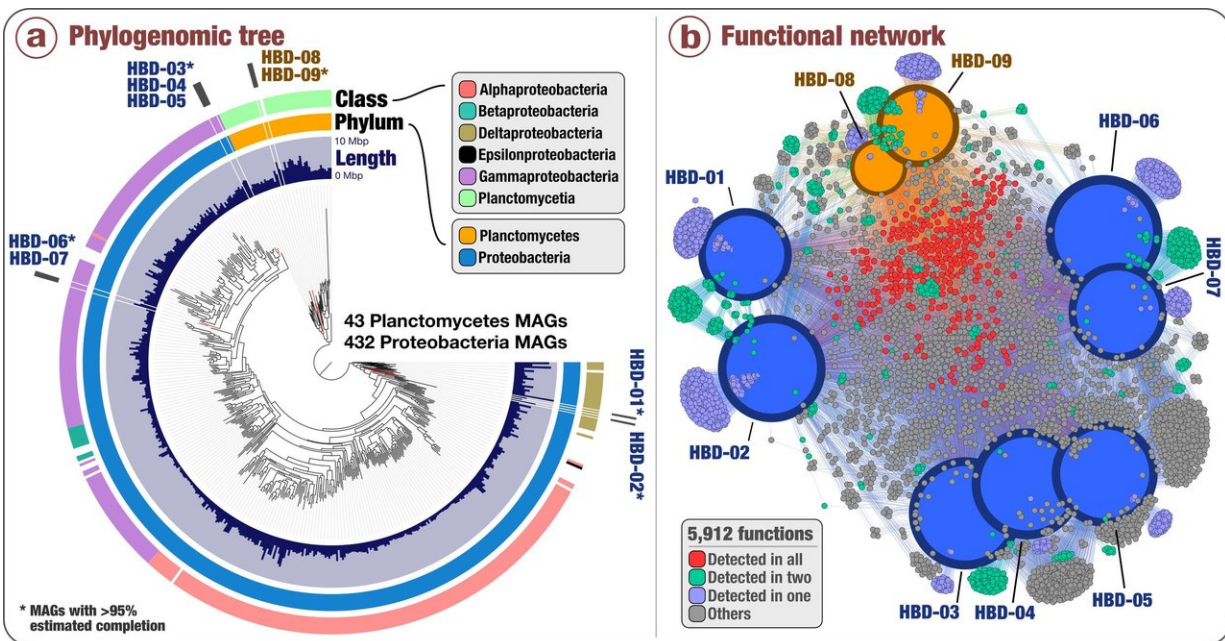 a Phylogenomic tree
HBD-03*
HBD-04
HBD-05
HBD-08
HBD-09*
Class
Phylum
10 Mbp
Length
0 Mbp
Alphaproteobacteria
Betaproteobacteria
Deltaproteobacteria
Epsilonproteobacteria
Gammaproteobacteria
Planctomycetia
Planctomycetes
Proteobacteria
HBD-06*
HBD-07
43 Planctomycetes MAGs
432 Proteobacteria MAGs
HBD-01*
HBD-02*
* MAGs with >95%
estimated completion
b Functional network
HBD-08
HBD-09
HBD-06
HBD-01
HBD-07
HBD-02
5,912 functions
Detected in all
Detected in two
Detected in one
Others
HBD-03
HBD-04
HBD-05